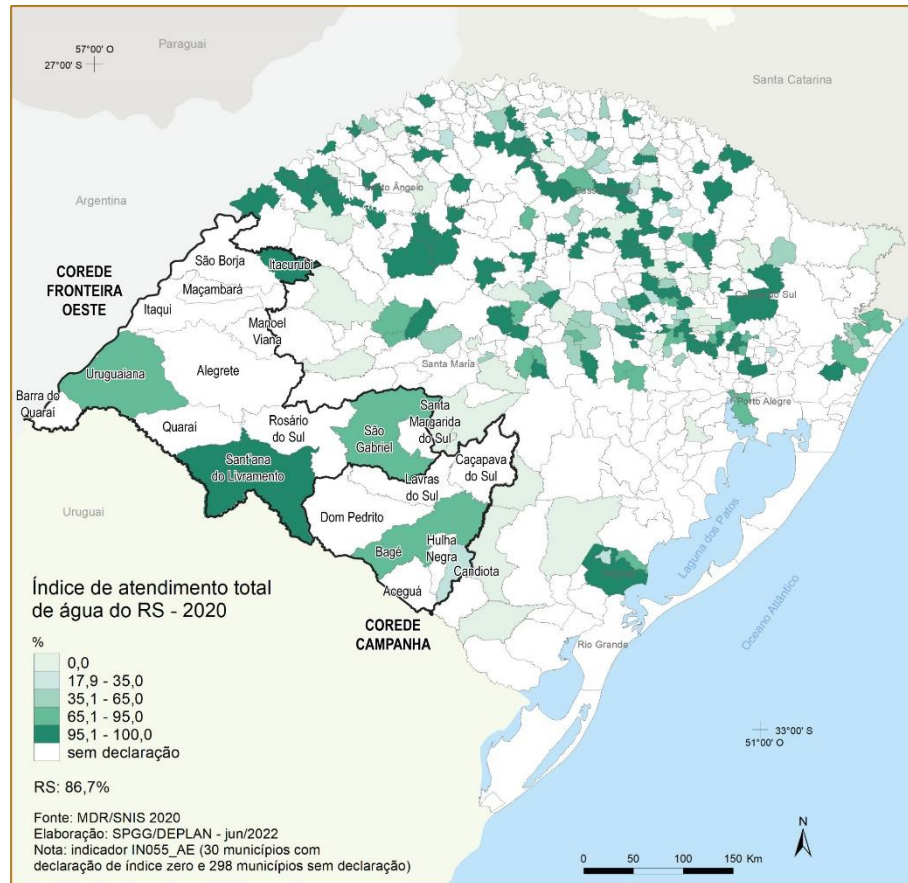 57°00' O
27°00' S
Paraguai
Santa Catarina
Argentina
Santo Ângelo
Passo Fundo
COREDE
FRONTEIRA
OESTE
São Borja
Itacurubi
Maçambará
Itaqui
Manoel
Viana
Caxias do Sul
Uruguaiana
Alegrete
Santa Maria
Barra do
Quaraí
Quaraí
Rosário
do Sul
São
Gabriel
Santa
Margarida
do Sul
Porto Alegre
Sant'ana
do Livramento
Caçapava
do Sul
Lavras
do Sul
Uruguai
Dom Pedrito
Bagé
Hulha
Negra
Candiota
Aceguá
COREDE
CAMPANHA
Laguna dos Patos
Oceano Atlântico
Rio Grande
33°00' S
51°00' O
Índice de atendimento total
de água do RS - 2020
%
0,0
17,9 - 35,0
35,1 - 65,0
65,1 - 95,0
95,1 - 100,0
sem declaração
RS: 86,7%
Fonte: MDR/SNIS 2020
Elaboração: SPGG/DEPLAN - jun/2022
Nota: indicador IN055_AE (30 municípios com
declaração de índice zero e 298 municípios sem declaração)
N
0 50 100 150 Km